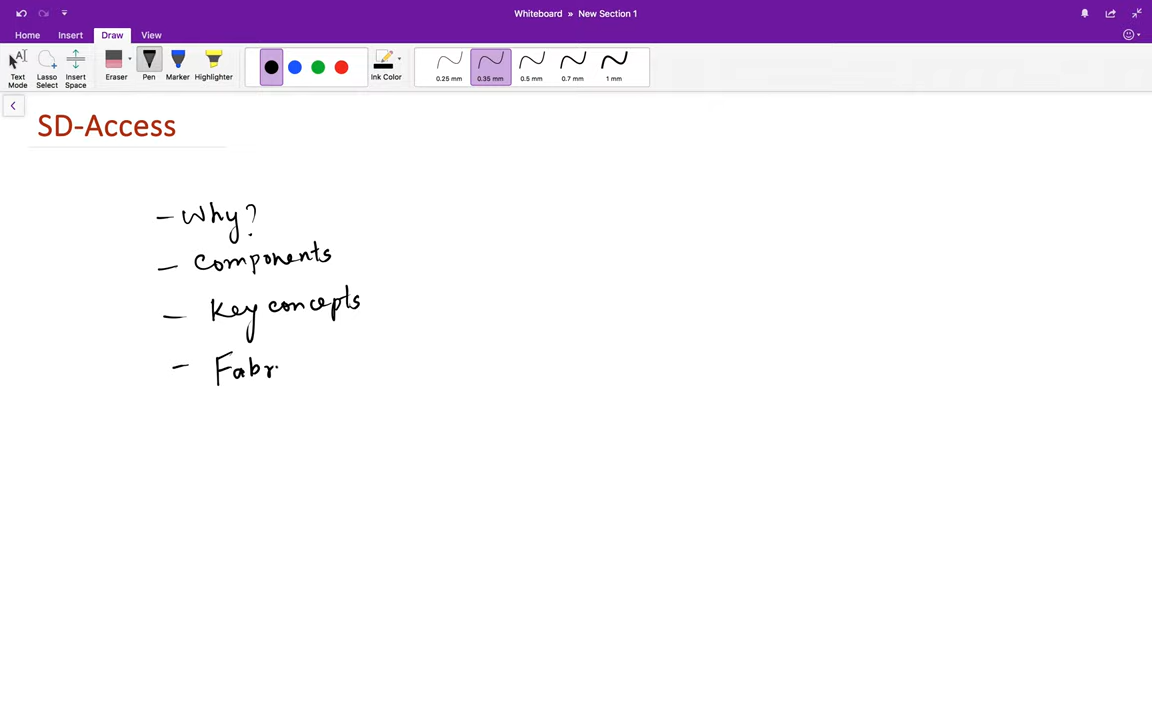 Whiteboard » New Section 1
Home Insert Draw View
Text Mode Lasso Select Insert Space Eraser Pen Marker Highlighter Ink Color 0.25 mm 0.35 mm 0.5 mm 0.7 mm 1 mm
SD-Access
- Why?
- Components
- Key concepts
- Fabr